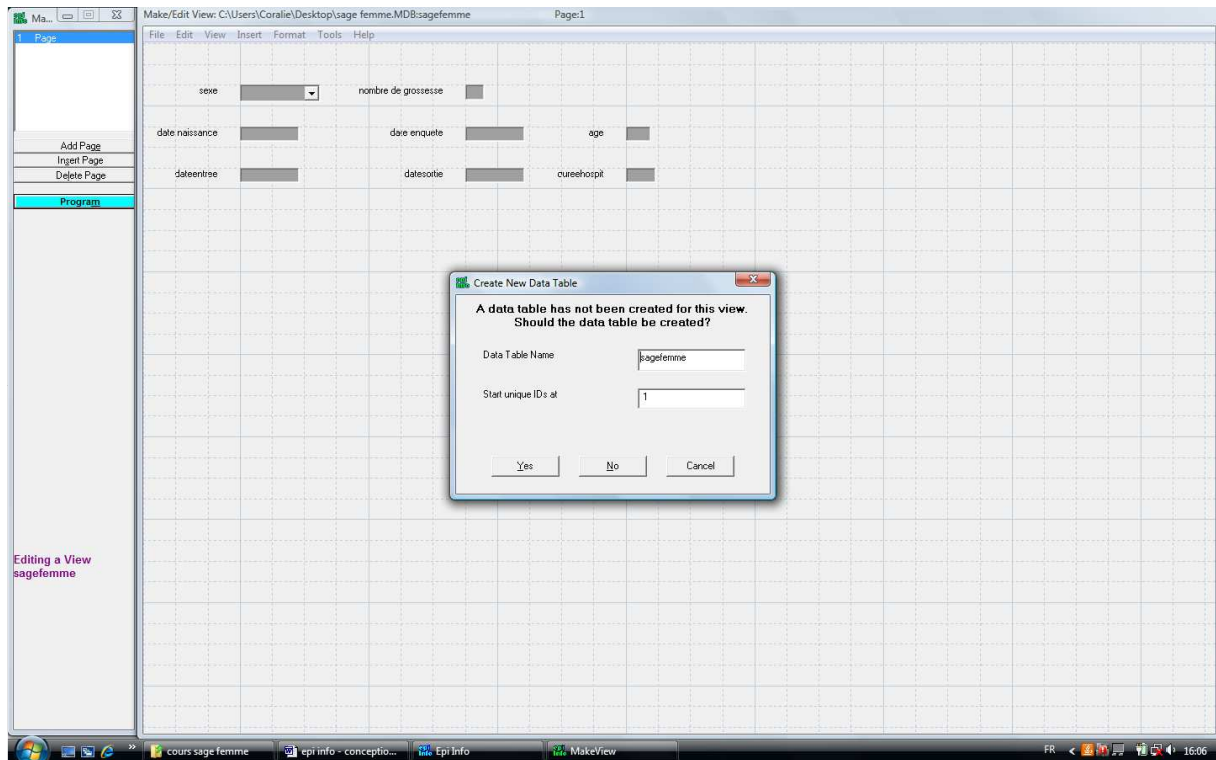 Ma...
Make/Edit View: C:\Users\Coralie\Desktop\sage femme.MDB:sagefemme Page:1
File Edit View Insert Format Tools Help
1 Page
Add Page
Insert Page
Delete Page
Program
sexe nombre de grossesse
date naissance date enquete age
dateentree datesortie dureehospit
Create New Data Table
A data table has not been created for this view.
Should the data table be created?
Data Table Name sagefemme
Start unique IDs at 1
Yes No Cancel
Editing a View
sagefemme
cours sage femme epi info - conceptio... Epi Info MakeView FR 16:06